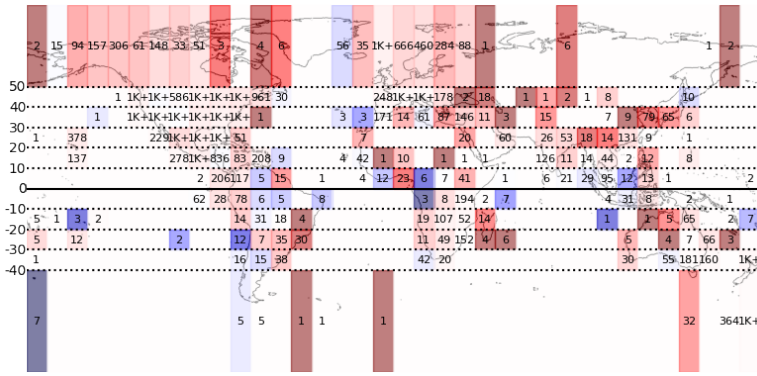 2 15 94 157 306 61 148 33 51 3 4 6 56 35 1K+ 666 460 284 88 1 6 1 2
50
1 1K+ 1K+ 586 1K+ 1K+ 1K+ 961 30 248 1K+ 1K+ 178 2 18 1 1 2 1 8 10
40
1 1K+ 1K+ 1K+ 1K+ 1K+ 1K+ 1 3 3 171 14 61 87 146 11 3 15 7 9 79 65 6
30
1 378 229 1K+ 1K+ 1K+ 51 7 20 60 26 53 18 14 131 9 1
20
137 278 1K+ 836 83 208 9 4 42 1 10 1 1 1 126 11 14 44 2 12 8
10
2 206 117 5 15 1 4 12 23 6 7 41 1 6 21 29 95 12 13 1 2
0
62 28 78 6 5 8 3 8 194 2 7 4 31 8 2 1
-10
5 1 3 2 14 31 18 4 19 107 52 14 1 1 5 65 2 7
-20
5 12 2 12 7 35 30 11 49 152 4 6 5 4 7 66 3
-30
1 16 15 38 42 20 30 55 181 160 1K+
-40
7 5 5 1 1 1 32 364 1K+